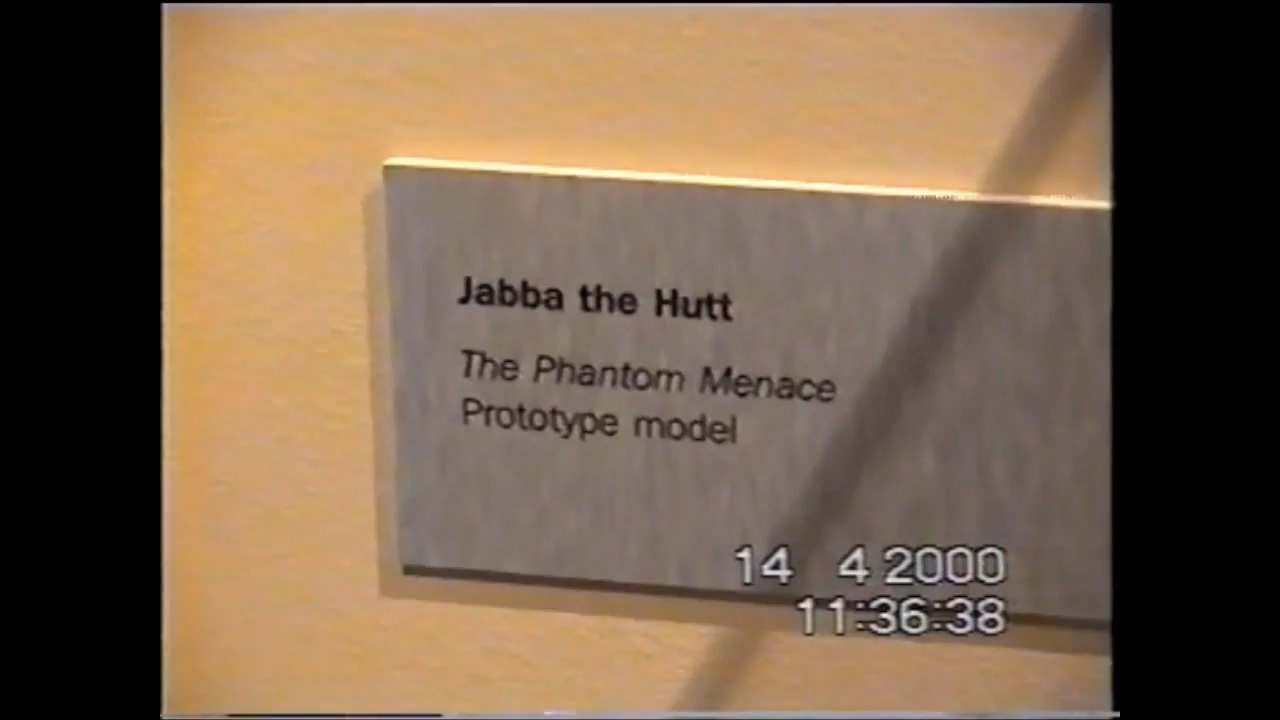 Jabba the Hutt
The Phantom Menace
Prototype model
14 4 2000
11:36:38